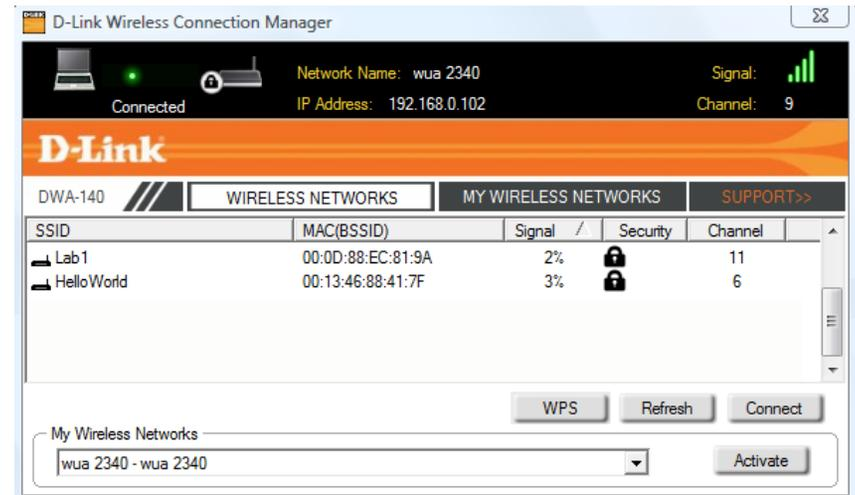 D-Link Wireless Connection Manager
Network Name: wua 2340 Signal:
Connected IP Address: 192.168.0.102 Channel: 9
D-Link
DWA-140 WIRELESS NETWORKS MY WIRELESS NETWORKS SUPPORT>>
SSID MAC(BSSID) Signal Security Channel
Lab1 00:0D:88:EC:81:9A 2% 11
HelloWorld 00:13:46:88:41:7F 3% 6
WPS Refresh Connect
My Wireless Networks
wua 2340 - wua 2340 Activate